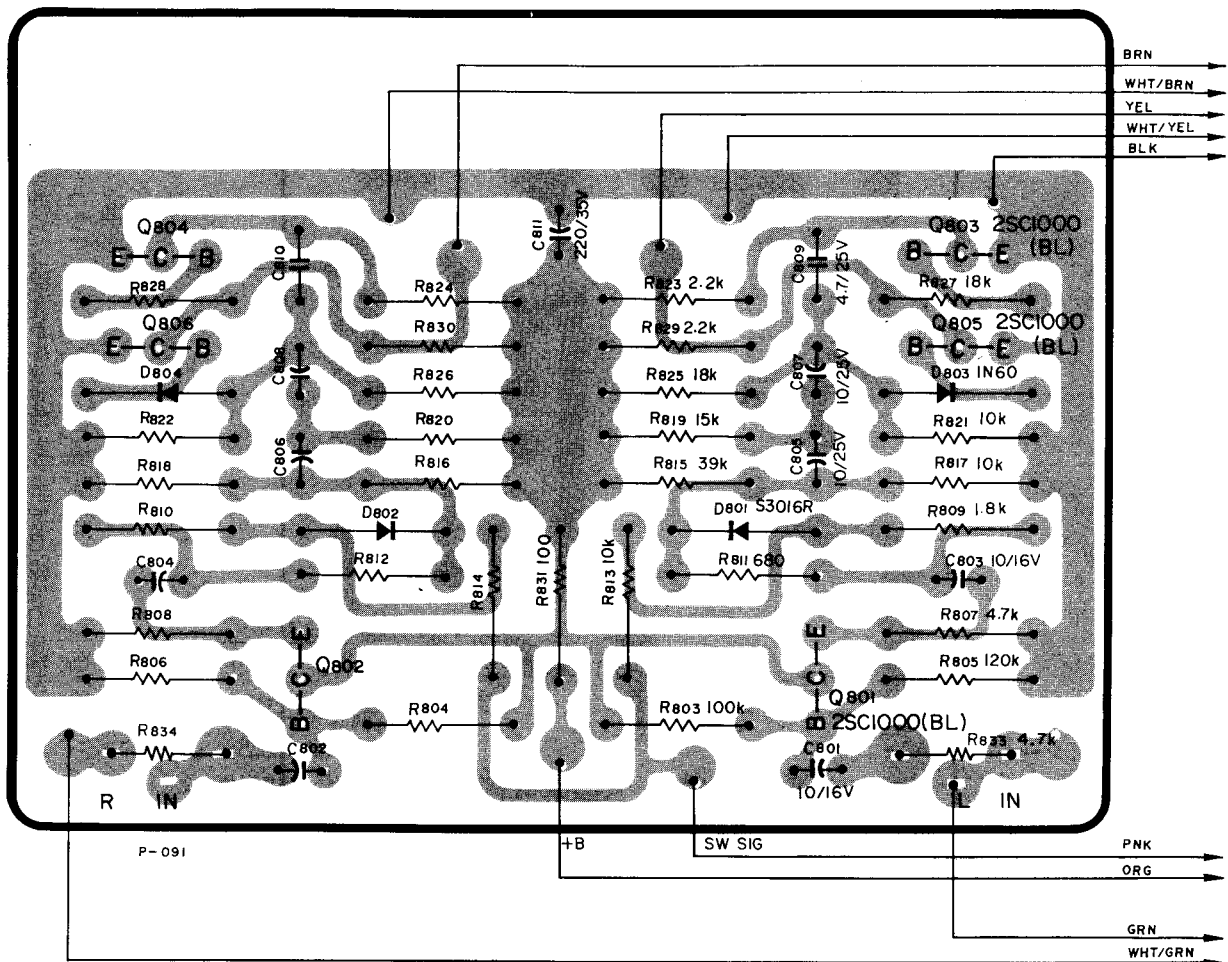 BRN
WHT/BRN
YEL
WHT/YEL
BLK
Q804
C811
220/35V
Q803 2SC1000
(BL)
E C B
C810
C809
4.7/25V
B C E
R828
R824
R823 2.2k
R827 18k
Q806
R830
R829 2.2k
Q805 2SC1000
(BL)
E C B
B C E
D804
C808
R826
R825 18k
C807
10/25V
D803 1N60
R822
R820
R819 15k
R821 10k
R818
C806
R816
R815 39k
C805
10/25V
R817 10k
R810
D802
D801 S3016R
R809 1.8k
C804
R812
R814
R831 100
R813 10k
R811 680
C803 10/16V
R808
E
E
R807 4.7k
R806
C
Q802
C
R805 120k
B
R804
R803 100k
B
Q801
2SC1000(BL)
R834
C802
C801
10/16V
R833 4.7k
R IN
L IN
P-091
+B
SW SIG
PNK
ORG
GRN
WHT/GRN